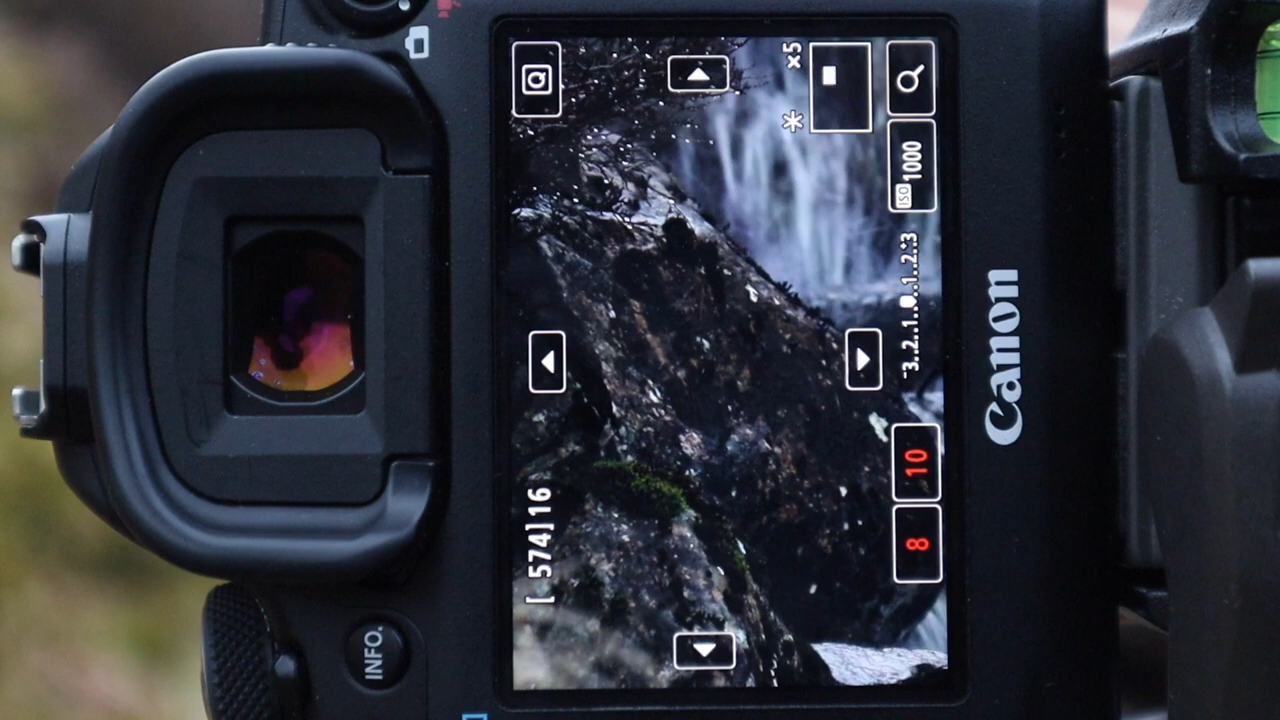 INFO.
[ 574]16
Q
×5
*
8 10 -3..2..1..0..1..2..+3 ISO 1000
Canon